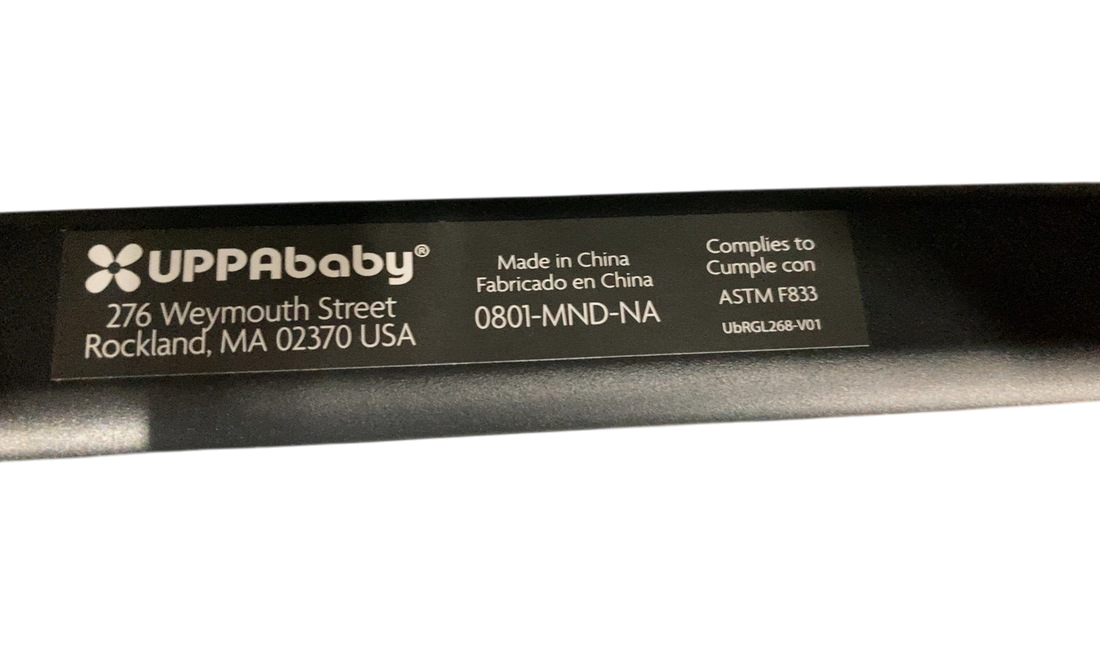 UPPAbaby®
276 Weymouth Street
Rockland, MA 02370 USA
Made in China
Fabricado en China
0801-MND-NA
Complies to
Cumple con
ASTM F833
UbRGL268-V01